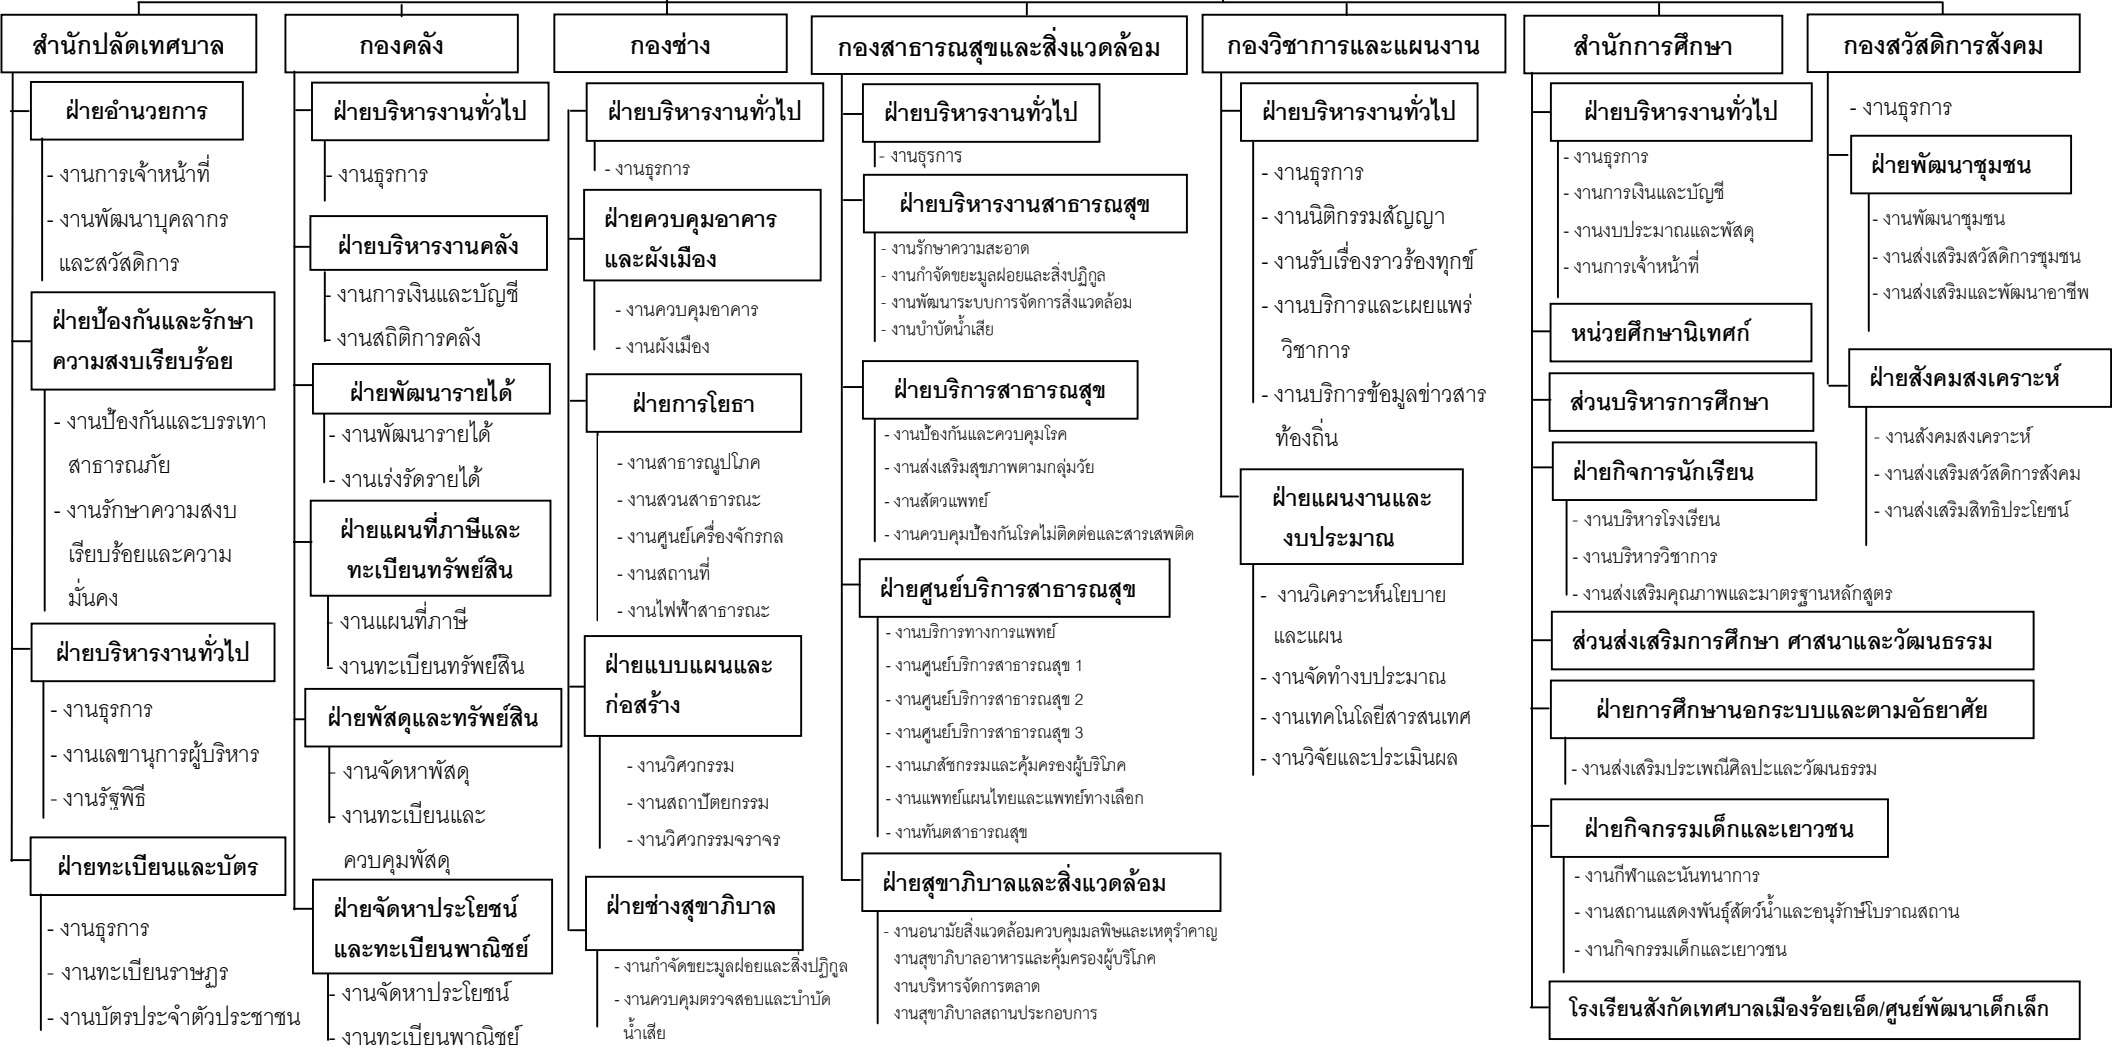 สำนักปลัดเทศบาล
ฝ่ายอำนวยการ
- งานการเจ้าหน้าที่
- งานพัฒนาบุคลากร
และสวัสดิการ
ฝ่ายป้องกันและรักษา
ความสงบเรียบร้อย
- งานป้องกันและบรรเทา
สาธารณภัย
- งานรักษาความสงบ
เรียบร้อยและความ
มั่นคง
ฝ่ายบริหารงานทั่วไป
- งานธุรการ
- งานเลขานุการผู้บริหาร
- งานรัฐพิธี
ฝ่ายทะเบียนและบัตร
- งานธุรการ
- งานทะเบียนราษฎร
- งานบัตรประจำตัวประชาชน
กองคลัง
ฝ่ายบริหารงานทั่วไป
- งานธุรการ
ฝ่ายบริหารงานคลัง
- งานการเงินและบัญชี
- งานสถิติการคลัง
ฝ่ายพัฒนารายได้
- งานพัฒนารายได้
- งานเร่งรัดรายได้
ฝ่ายแผนที่ภาษีและ
ทะเบียนทรัพย์สิน
- งานแผนที่ภาษี
- งานทะเบียนทรัพย์สิน
ฝ่ายพัสดุและทรัพย์สิน
- งานจัดหาพัสดุ
- งานทะเบียนและ
ควบคุมพัสดุ
ฝ่ายจัดหาประโยชน์
และทะเบียนพาณิชย์
- งานจัดหาประโยชน์
- งานทะเบียนพาณิชย์
กองช่าง
ฝ่ายบริหารงานทั่วไป
- งานธุรการ
ฝ่ายควบคุมอาคาร
และผังเมือง
- งานควบคุมอาคาร
- งานผังเมือง
ฝ่ายการโยธา
- งานสาธารณูปโภค
- งานสวนสาธารณะ
- งานศูนย์เครื่องจักรกล
- งานสถานที่
- งานไฟฟ้าสาธารณะ
ฝ่ายแบบแผนและ
ก่อสร้าง
- งานวิศวกรรม
- งานสถาปัตยกรรม
- งานวิศวกรรมจราจร
ฝ่ายช่างสุขาภิบาล
- งานกำจัดขยะมูลฝอยและสิ่งปฏิกูล
- งานควบคุมตรวจสอบและบำบัด
น้ำเสีย
กองสาธารณสุขและสิ่งแวดล้อม
ฝ่ายบริหารงานทั่วไป
- งานธุรการ
ฝ่ายบริหารงานสาธารณสุข
- งานรักษาความสะอาด
- งานกำจัดขยะมูลฝอยและสิ่งปฏิกูล
- งานพัฒนาระบบการจัดการสิ่งแวดล้อม
- งานบำบัดน้ำเสีย
ฝ่ายบริการสาธารณสุข
- งานป้องกันและควบคุมโรค
- งานส่งเสริมสุขภาพตามกลุ่มวัย
- งานสัตวแพทย์
- งานควบคุมป้องกันโรคไม่ติดต่อและสารเสพติด
ฝ่ายศูนย์บริการสาธารณสุข
- งานบริการทางการแพทย์
- งานศูนย์บริการสาธารณสุข 1
- งานศูนย์บริการสาธารณสุข 2
- งานศูนย์บริการสาธารณสุข 3
- งานเภสัชกรรมและคุ้มครองผู้บริโภค
- งานแพทย์แผนไทยและแพทย์ทางเลือก
- งานทันตสาธารณสุข
ฝ่ายสุขาภิบาลและสิ่งแวดล้อม
- งานอนามัยสิ่งแวดล้อมควบคุมมลพิษและเหตุรำคาญ
งานสุขาภิบาลอาหารและคุ้มครองผู้บริโภค
งานบริหารจัดการตลาด
งานสุขาภิบาลสถานประกอบการ
กองวิชาการและแผนงาน
ฝ่ายบริหารงานทั่วไป
- งานธุรการ
- งานนิติกรรมสัญญา
- งานรับเรื่องราวร้องทุกข์
- งานบริการและเผยแพร่
วิชาการ
- งานบริการข้อมูลข่าวสาร
ท้องถิ่น
ฝ่ายแผนงานและ
งบประมาณ
- งานวิเคราะห์นโยบาย
และแผน
- งานจัดทำงบประมาณ
- งานเทคโนโลยีสารสนเทศ
- งานวิจัยและประเมินผล
สำนักการศึกษา
ฝ่ายบริหารงานทั่วไป
- งานธุรการ
- งานการเงินและบัญชี
- งานงบประมาณและพัสดุ
- งานการเจ้าหน้าที่
หน่วยศึกษานิเทศก์
ส่วนบริหารการศึกษา
ฝ่ายกิจการนักเรียน
- งานบริหารโรงเรียน
- งานบริหารวิชาการ
- งานส่งเสริมคุณภาพและมาตรฐานหลักสูตร
ส่วนส่งเสริมการศึกษา ศาสนาและวัฒนธรรม
ฝ่ายการศึกษานอกระบบและตามอัธยาศัย
- งานส่งเสริมประเพณีศิลปะและวัฒนธรรม
ฝ่ายกิจกรรมเด็กและเยาวชน
- งานกีฬาและนันทนาการ
- งานสถานแสดงพันธุ์สัตว์น้ำและอนุรักษ์โบราณสถาน
- งานกิจกรรมเด็กและเยาวชน
โรงเรียนสังกัดเทศบาลเมืองร้อยเอ็ด/ศูนย์พัฒนาเด็กเล็ก
กองสวัสดิการสังคม
- งานธุรการ
ฝ่ายพัฒนาชุมชน
- งานพัฒนาชุมชน
- งานส่งเสริมสวัสดิการชุมชน
- งานส่งเสริมและพัฒนาอาชีพ
ฝ่ายสังคมสงเคราะห์
- งานสังคมสงเคราะห์
- งานส่งเสริมสวัสดิการสังคม
- งานส่งเสริมสิทธิประโยชน์